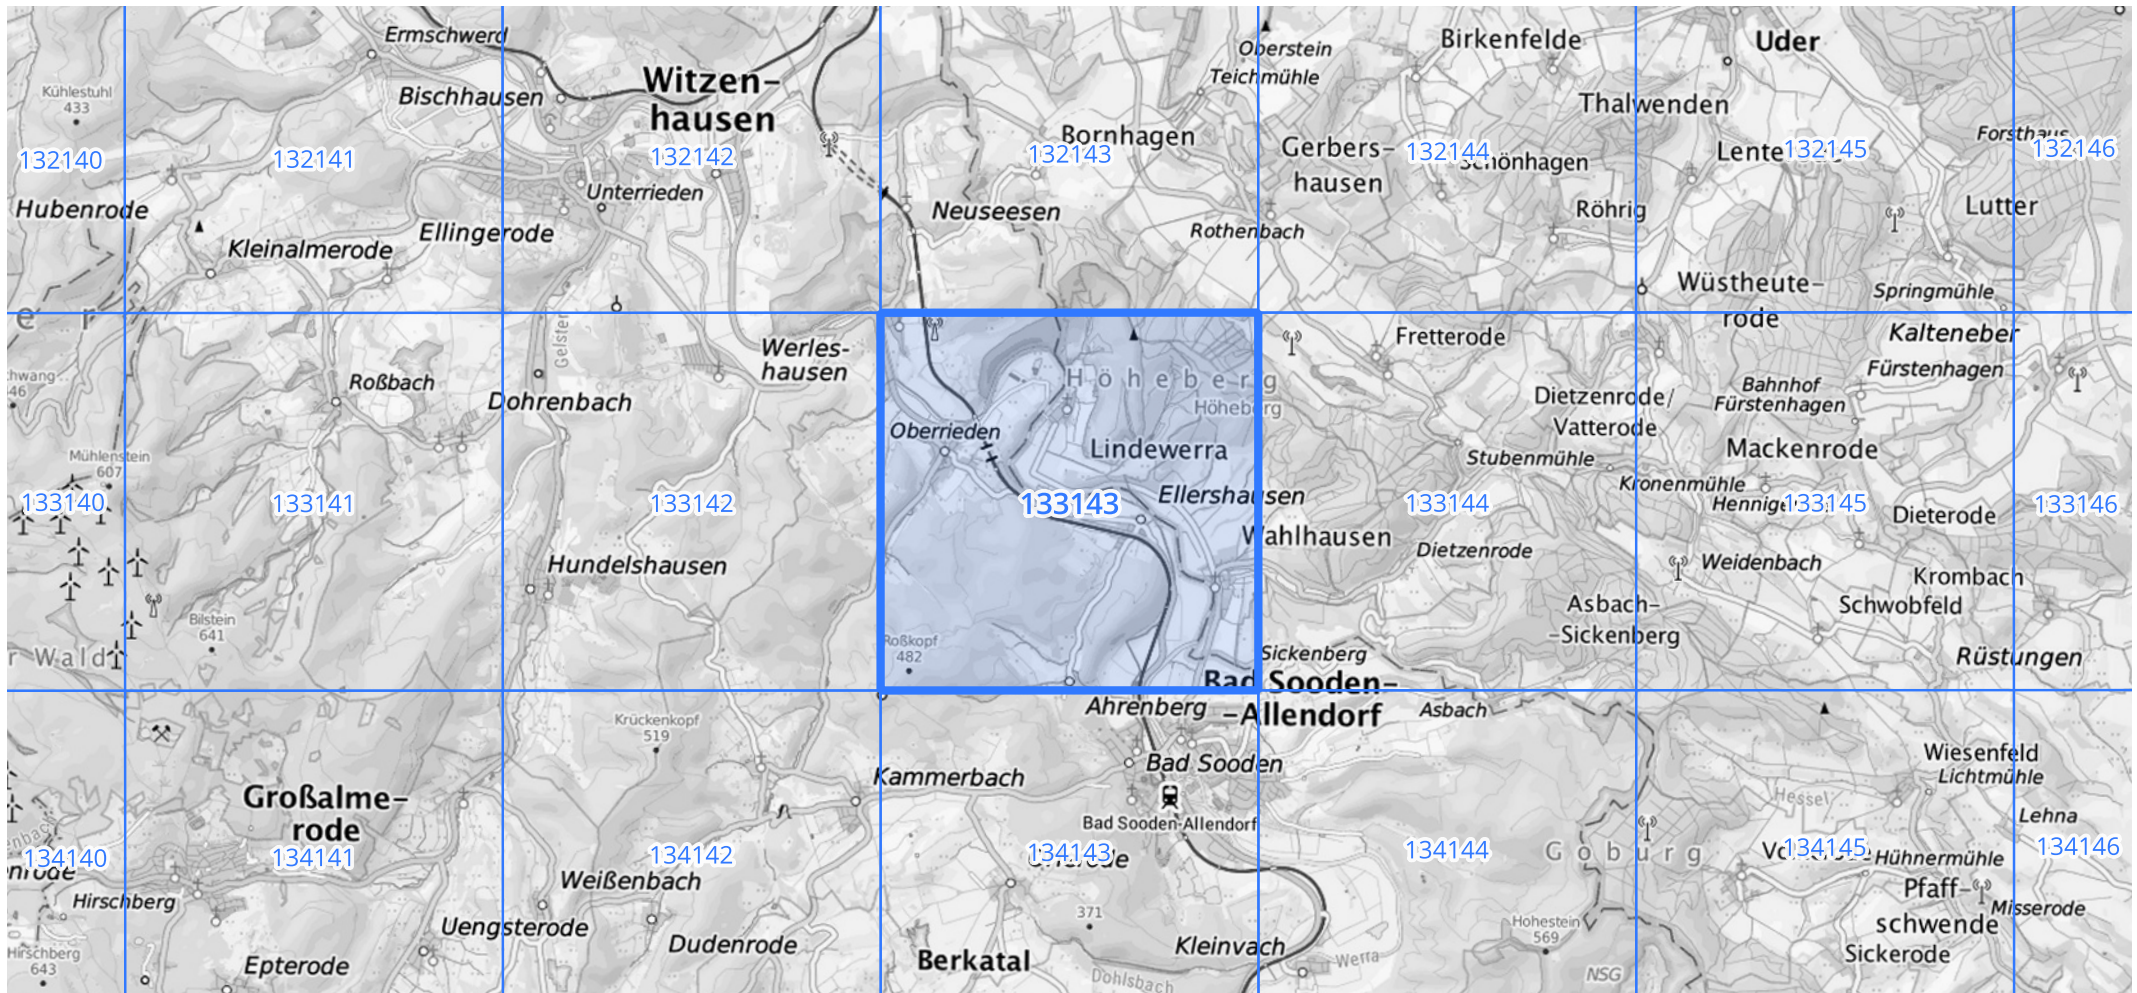 Ermschwerd
Kühlestuhl
433
Bischhausen
Witzen-
hausen
Oberstein
Teichmühle
Birkenfelde
Uder
Thalwenden
Bornhagen
Gerbers-
hausen
Schönhagen
Forsthaus
132140
132141
132142
132143
132144
132145
132146
Hubenrode
Kleinalmerode
Ellingerode
Unterrieden
Neuseesen
Rothenbach
Röhrig
Lutter
Wüstheute-
rode
Springmühle
Kalteneber
e r
Gelster
Werles-
hausen
Roßbach
Dohrenbach
Höheberg
Höheberg
Fretterode
Fürstenhagen
Bahnhof
Fürstenhagen
Dietzenrode/
Vatterode
Mühlenstein
607
Oberrieden
Lindewerra
Stubenmühle
Mackenrode
Kronenmühle
Ellershausen
133140
133141
133142
133143
133144
133145
133146
Wahlhausen
Dietzenrode
Dieterode
Hundelshausen
Weidenbach
Krombach
Schwobfeld
Asbach-
-Sickenberg
Bilstein
641
r Wald
Roßkopf
482
Sickenberg
Rüstungen
Bad Sooden-
-Allendorf
Ahrenberg
Asbach
Krückenkopf
519
Wiesenfeld
Lichtmühle
Bad Sooden
Kammerbach
Großalme-
rode
Hessel
Lehna
Bad Sooden-Allendorf
134140
134141
134142
134143
134144
134145
134146
Goburg
Hühnermühle
Weißenbach
Hirschberg
Pfaff-
schwende
Misserode
371
Uengsterode
Dudenrode
Kleinvach
Hohestein
569
Sickerode
Hirschberg
643
Epterode
Berkatal
Werra
Dohlsbach
NSG